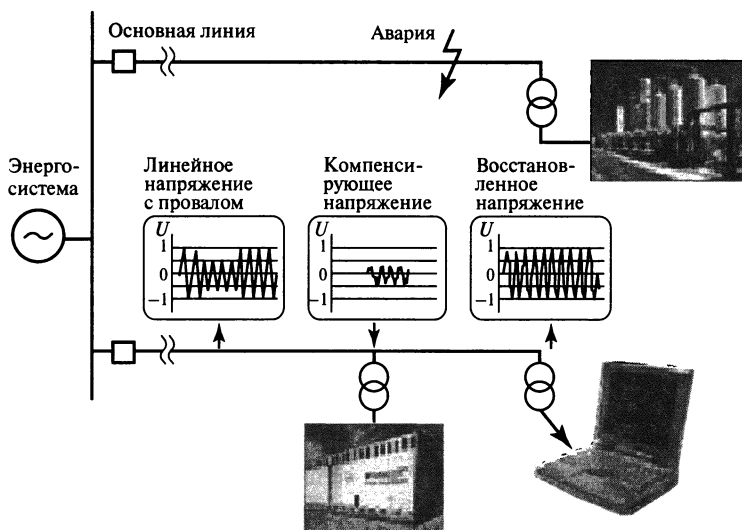 Основная линия
Авария
Энерго-
система
Линейное
напряжение
с провалом
Компенси-
рующее
напряжение
Восстанов-
ленное
напряжение
U
1
0
−1
U
1
0
−1
U
1
0
−1